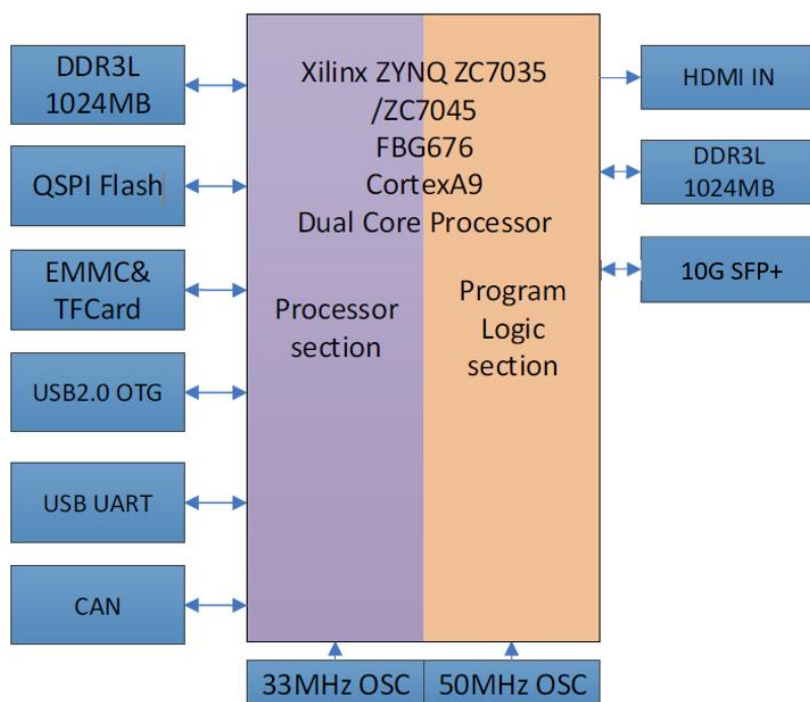 DDR3L
1024MB
QSPI Flash
EMMC&
TFCard
USB2.0 OTG
USB UART
CAN
Xilinx ZYNQ ZC7035
/ZC7045
FBG676
CortexA9
Dual Core Processor
Processor
section
Program
Logic
section
HDMI IN
DDR3L
1024MB
10G SFP+
33MHz OSC
50MHz OSC